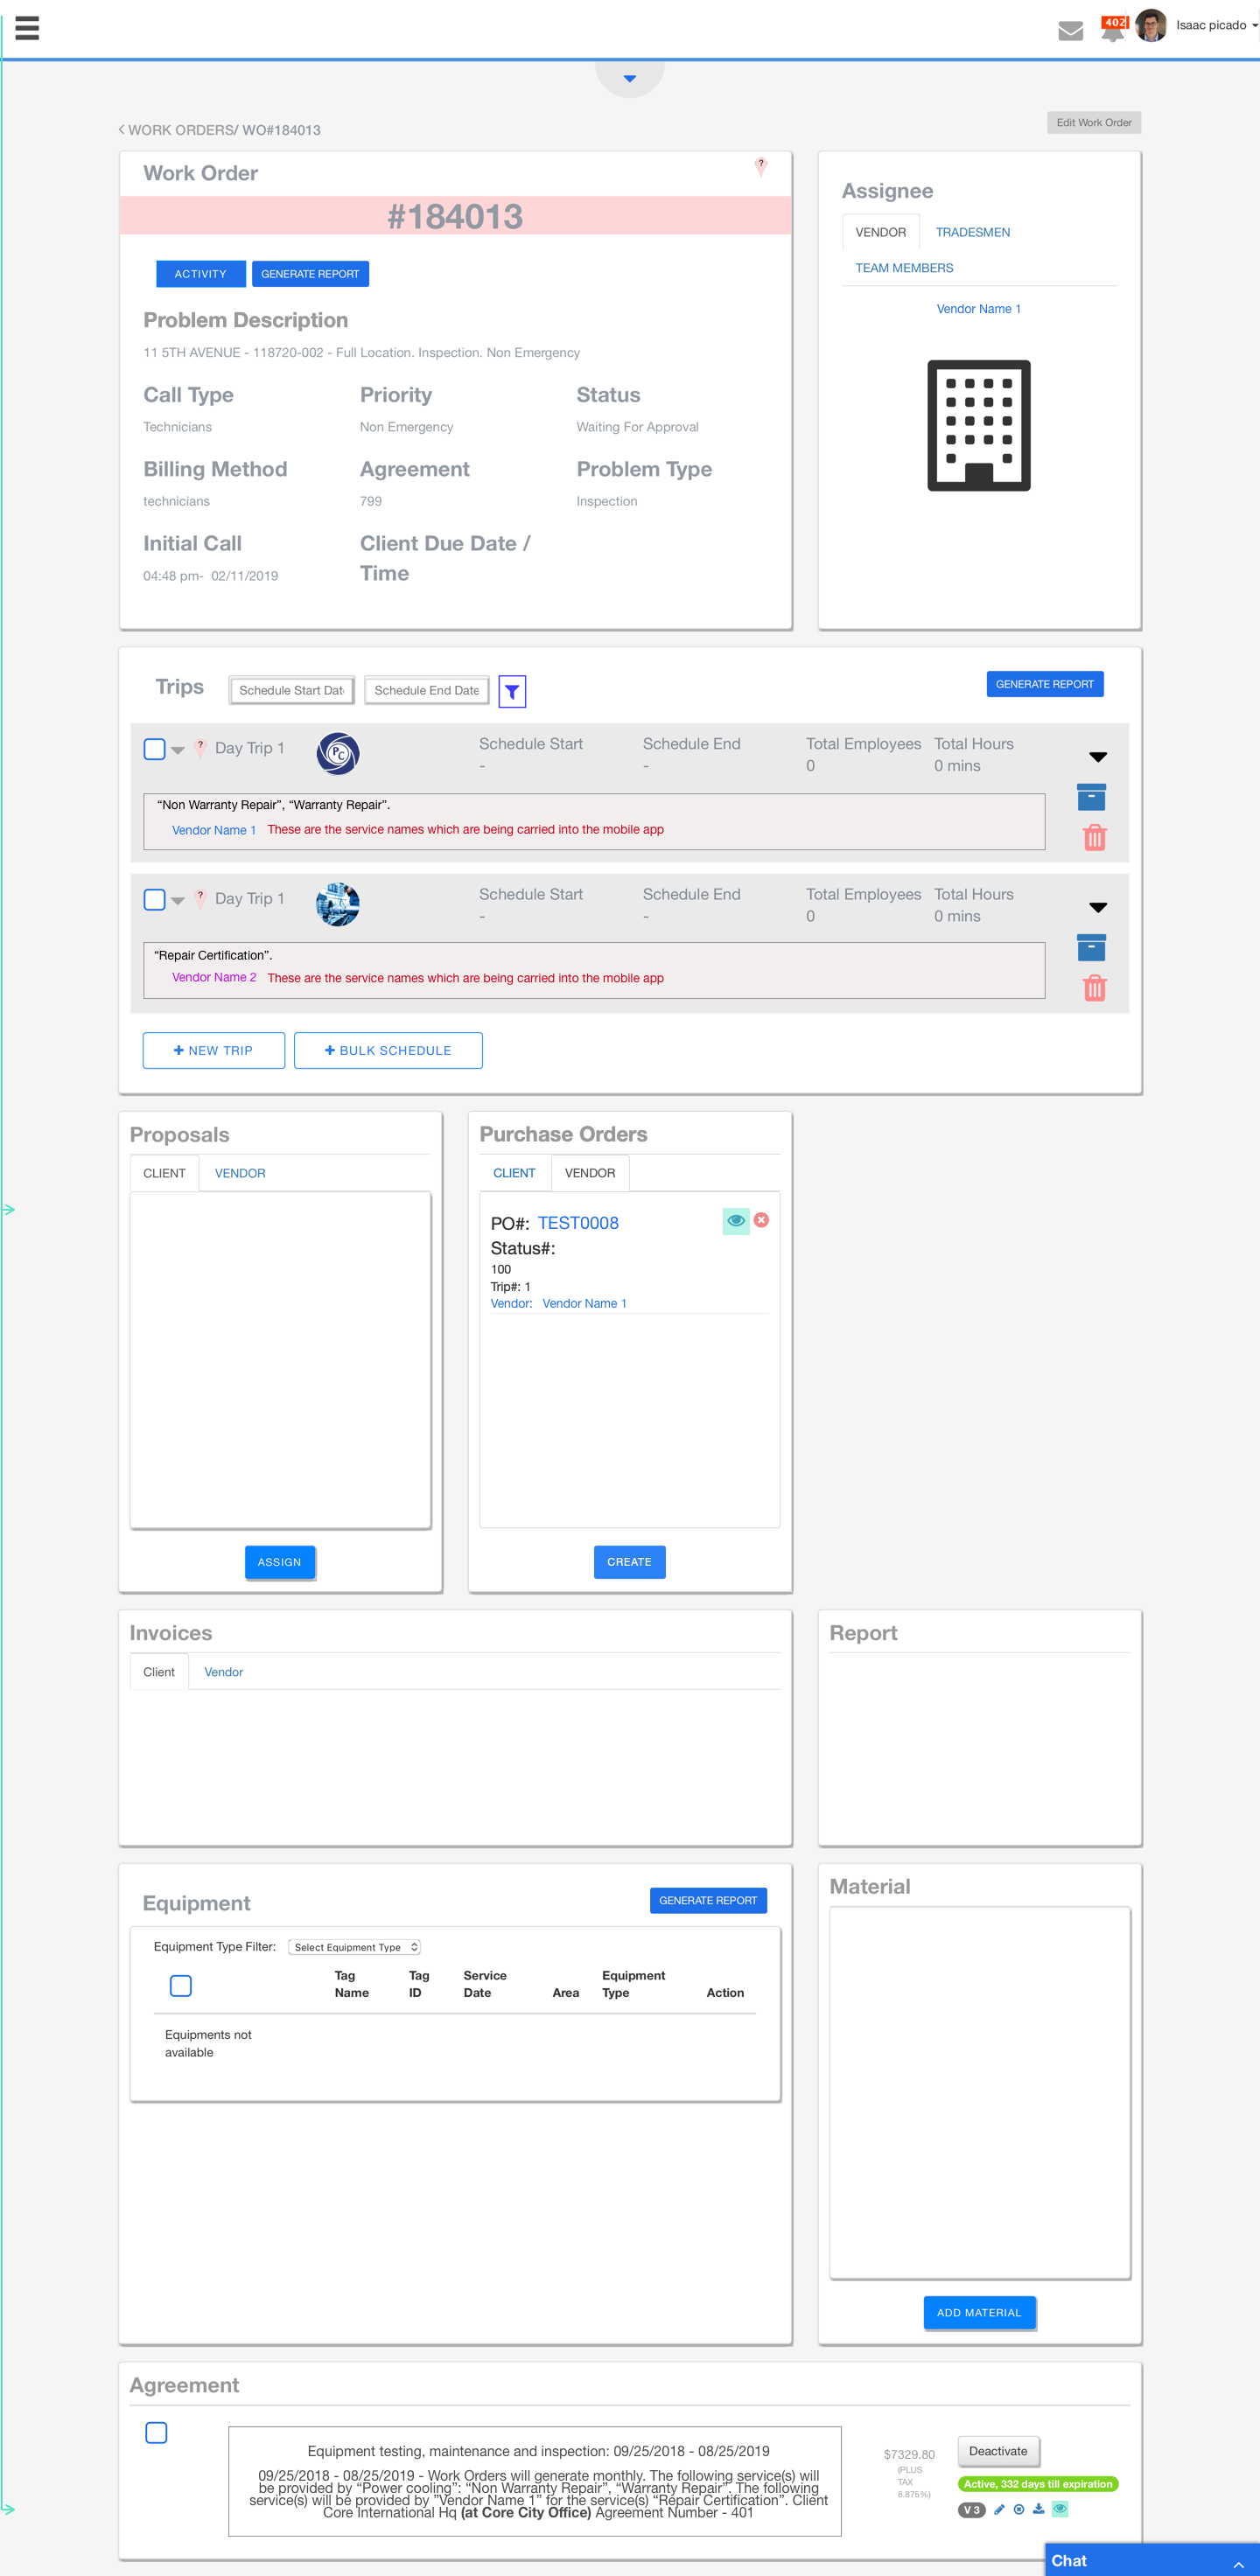 402
Isaac picado
WORK ORDERS/ WO#184013
Edit Work Order
Work Order
?
#184013
ACTIVITY
GENERATE REPORT
Problem Description
11 5TH AVENUE - 118720-002 - Full Location. Inspection. Non Emergency
Call Type
Priority
Status
Technicians
Non Emergency
Waiting For Approval
Billing Method
Agreement
Problem Type
technicians
799
Inspection
Initial Call
Client Due Date /
Time
04:48 pm- 02/11/2019
Assignee
VENDOR
TRADESMEN
TEAM MEMBERS
Vendor Name 1
Trips
Schedule Start Dat
Schedule End Date
GENERATE REPORT
?
Day Trip 1
PC
Schedule Start
Schedule End
Total Employees
Total Hours
-
-
0
0 mins
“Non Warranty Repair”, “Warranty Repair”.
Vendor Name 1 These are the service names which are being carried into the mobile app
?
Day Trip 1
Schedule Start
Schedule End
Total Employees
Total Hours
-
-
0
0 mins
“Repair Certification”.
Vendor Name 2 These are the service names which are being carried into the mobile app
NEW TRIP
BULK SCHEDULE
Proposals
CLIENT
VENDOR
ASSIGN
Purchase Orders
CLIENT
VENDOR
PO#: TEST0008
Status#:
100
Trip#: 1
Vendor: Vendor Name 1
CREATE
Invoices
Client
Vendor
Report
Equipment
GENERATE REPORT
Equipment Type Filter:
Select Equipment Type
Tag Name
Tag ID
Service Date
Area
Equipment Type
Action
Equipments not
available
Material
ADD MATERIAL
Agreement
Equipment testing, maintenance and inspection: 09/25/2018 - 08/25/2019
09/25/2018 - 08/25/2019 - Work Orders will generate monthly. The following service(s) will
be provided by “Power cooling”: “Non Warranty Repair”, “Warranty Repair”. The following
service(s) will be provided by ”Vendor Name 1” for the service(s) “Repair Certification”. Client
Core International Hq (at Core City Office) Agreement Number - 401
$7329.80
(PLUS
TAX
8.875%)
Deactivate
Active, 332 days till expiration
V 3
Chat